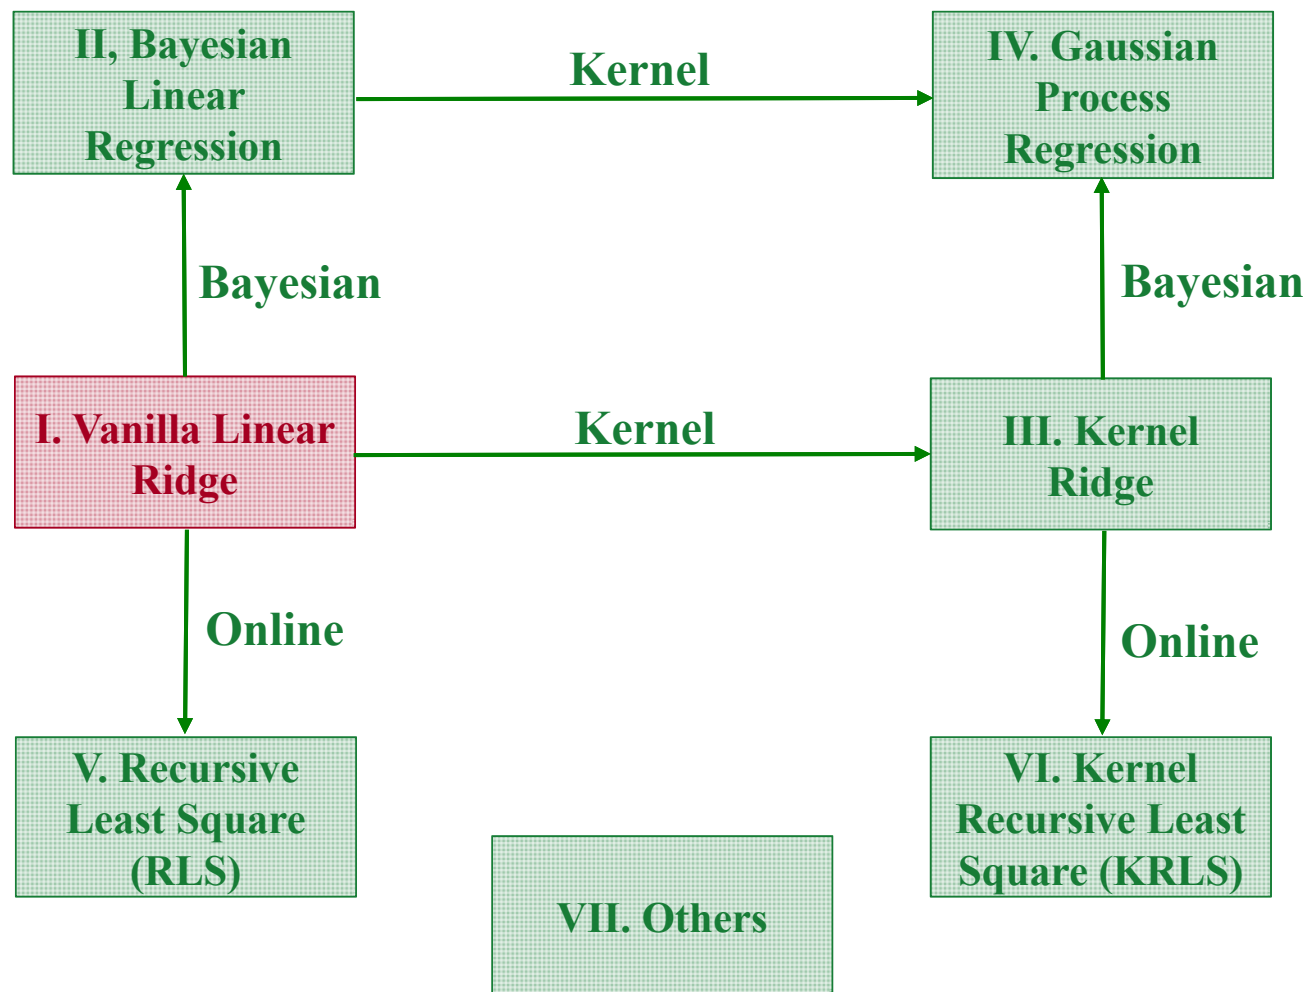 II, Bayesian
Linear
Regression
Kernel
IV. Gaussian
Process
Regression
Bayesian
Bayesian
I. Vanilla Linear
Ridge
Kernel
III. Kernel
Ridge
Online
Online
V. Recursive
Least Square
(RLS)
VI. Kernel
Recursive Least
Square (KRLS)
VII. Others